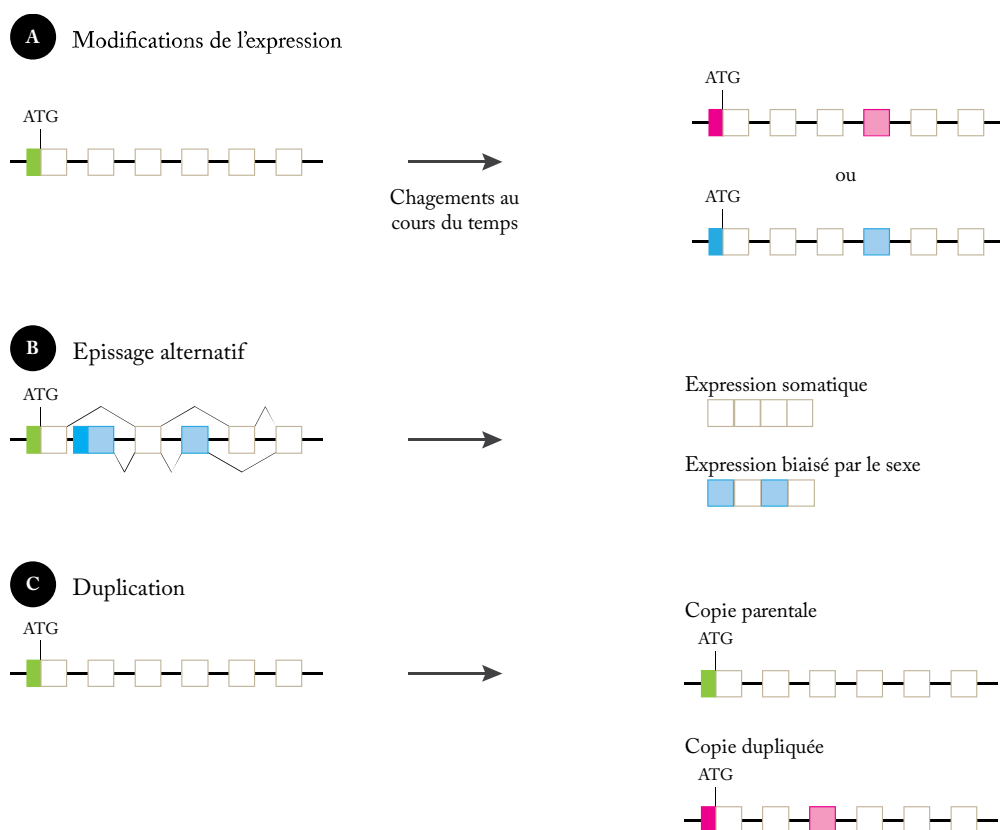 A Modifications de l'expression
ATG
ATG
Chagements au
cours du temps
ou
ATG
B Epissage alternatif
ATG
Expression somatique
Expression biaisé par le sexe
C Duplication
ATG
Copie parentale
ATG
Copie dupliquée
ATG